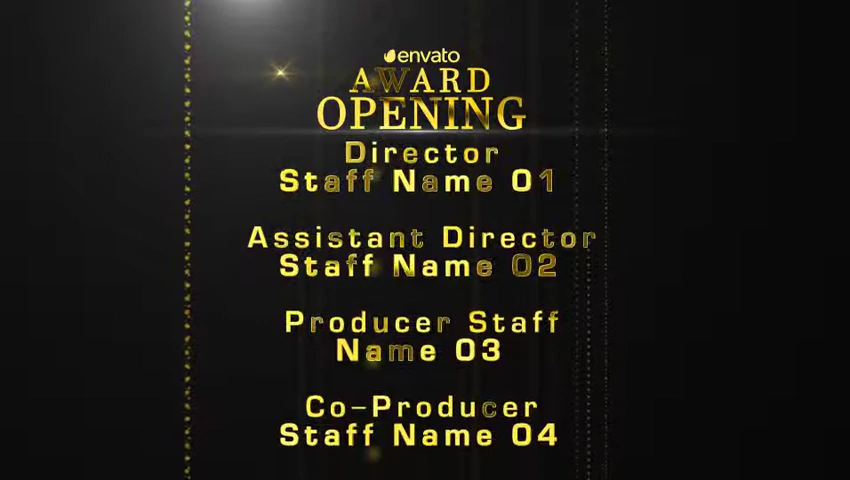 envato
AWARD
OPENING
Director
Staff Name 01
Assistant Director
Staff Name 02
Producer Staff
Name 03
Co-Producer
Staff Name 04